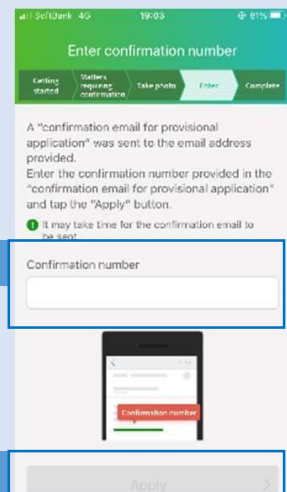 SoftBank 4G 19:03 61%
Enter confirmation number
Getting started
Matters requiring confirmation
Take photo
Enter
Complete
A "confirmation email for provisional
application" was sent to the email address
provided.
Enter the confirmation number provided in the
"confirmation email for provisional application"
and tap the "Apply" button.
It may take time for the confirmation email to
be sent
Confirmation number
Confirmation number
Apply